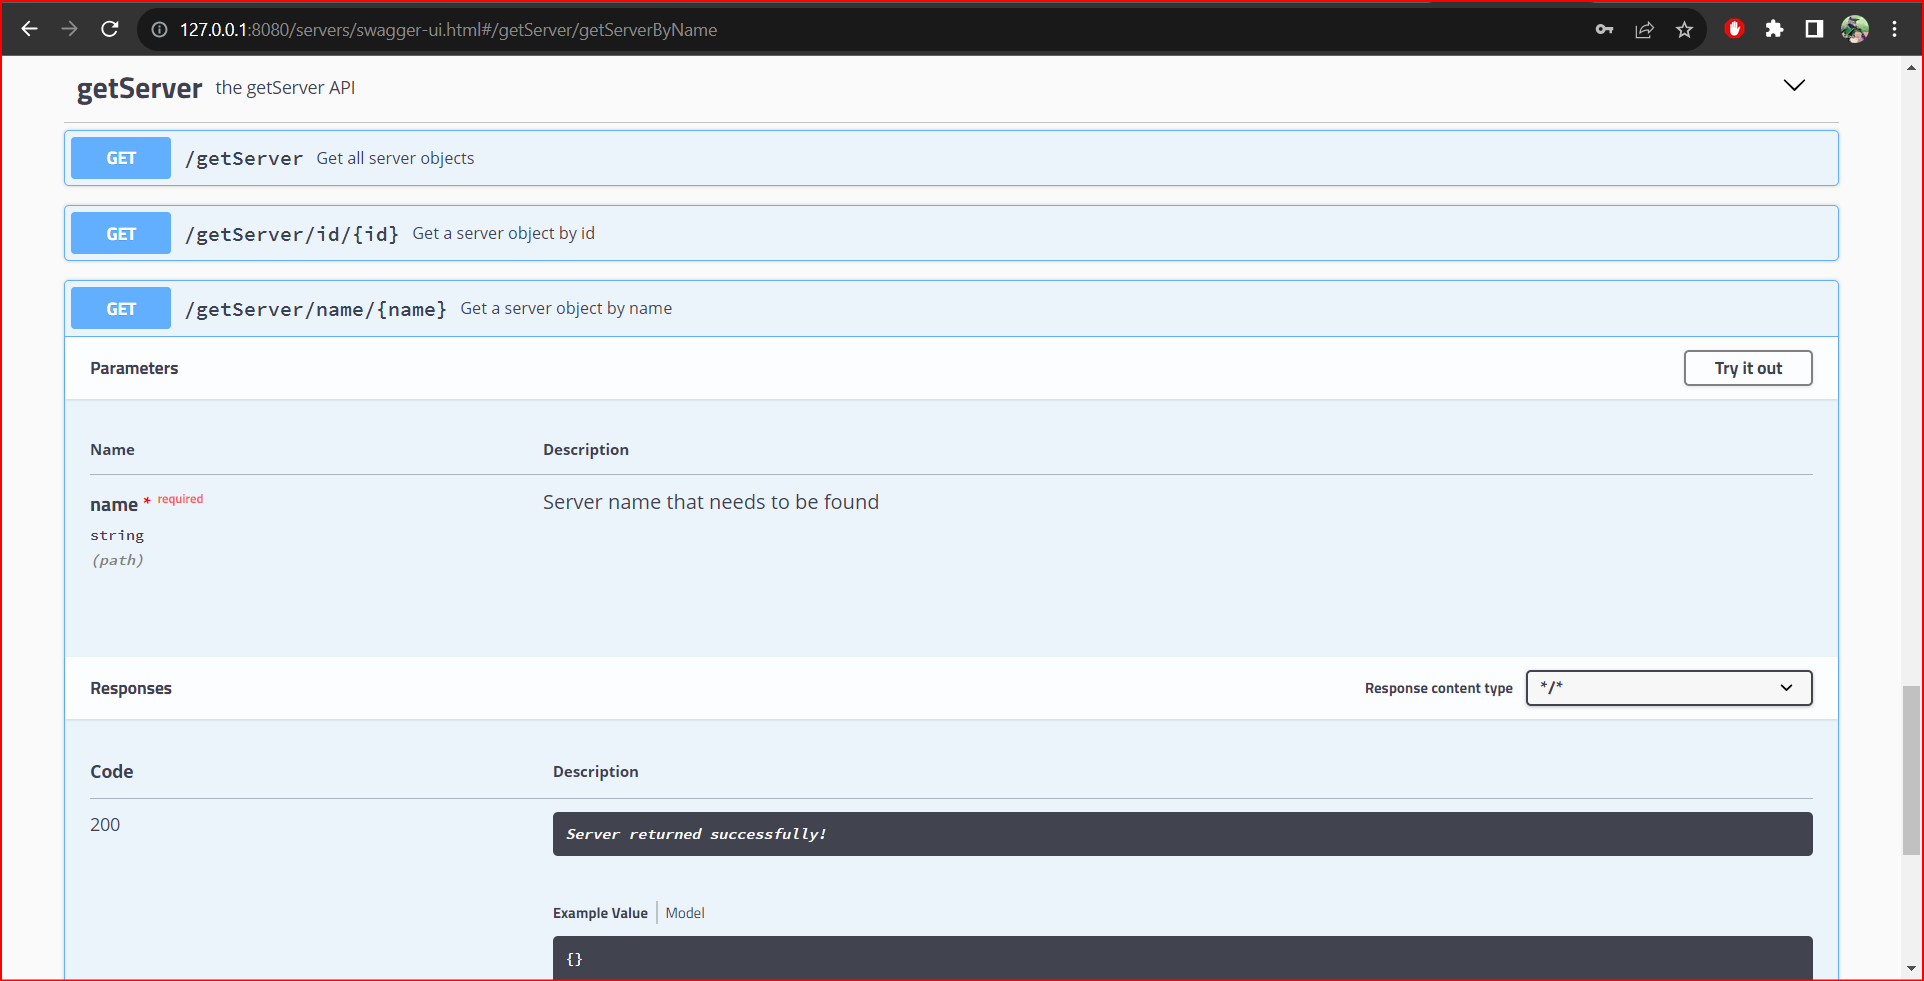 127.0.0.1:8080/servers/swagger-ui.html#/getServer/getServerByName
getServer the getServer API
GET /getServer Get all server objects
GET /getServer/id/{id} Get a server object by id
GET /getServer/name/{name} Get a server object by name
Parameters Try it out
Name Description
name * required Server name that needs to be found
string
(path)
Responses Response content type */*
Code Description
200 Server returned successfully!
Example Value Model
{}